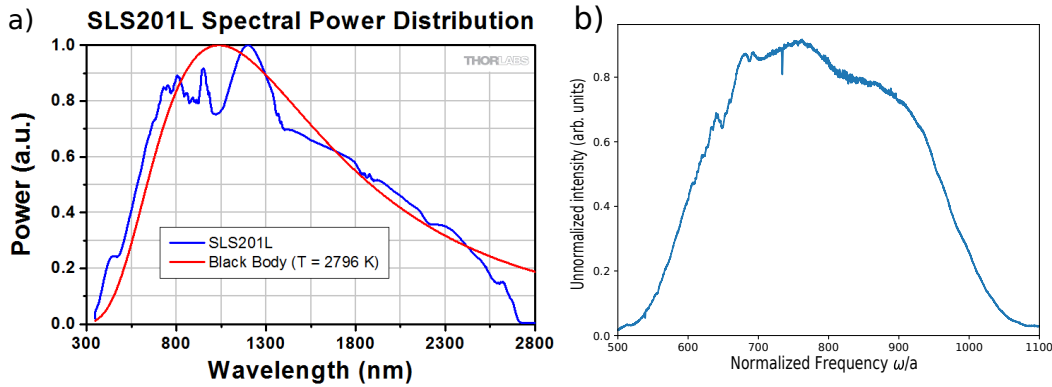 a)
SLS201L Spectral Power Distribution
THORLABS
1.0
0.8
0.6
0.4
0.2
0.0
Power (a.u.)
SLS201L
Black Body (T = 2796 K)
300 800 1300 1800 2300 2800
Wavelength (nm)
b)
0.8
0.6
0.4
0.2
0.0
Unnormalized intensity (arb. units)
500 600 700 800 900 1000 1100
Normalized Frequency ω/a